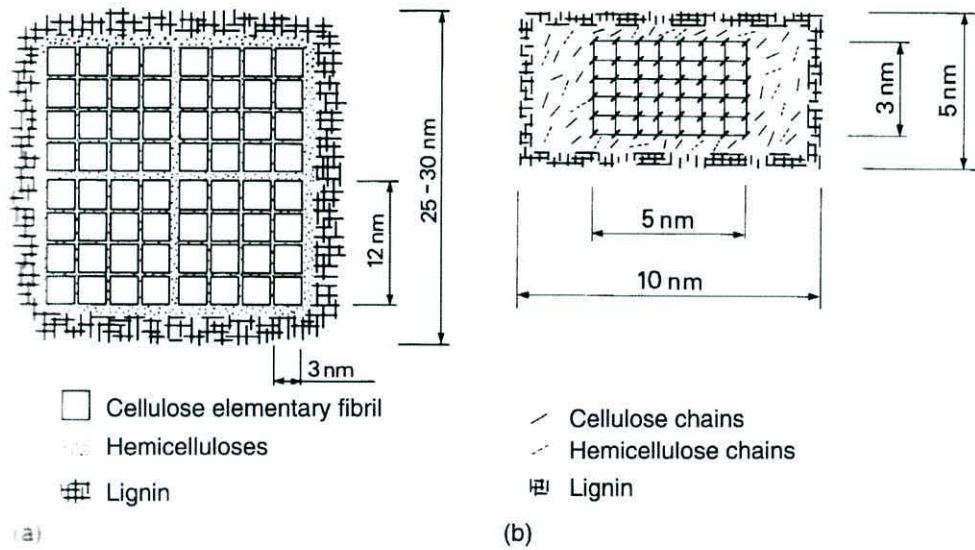 25 - 30 nm
12 nm
3 nm
Cellulose elementary fibril
Hemicelluloses
Lignin
(a)
3 nm
5 nm
5 nm
10 nm
Cellulose chains
Hemicellulose chains
Lignin
(b)